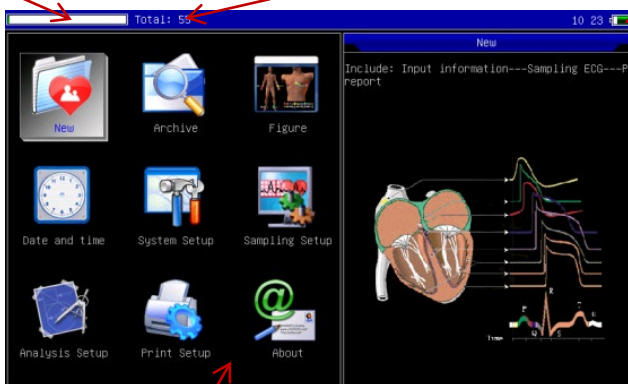 Total: 55
10 23
New
Include: Input information---Sampling ECG---P
report
New
Archive
Figure
Date and time
System Setup
Sampling Setup
Analysis Setup
Print Setup
About
R
P
T
U
Q
S
Time